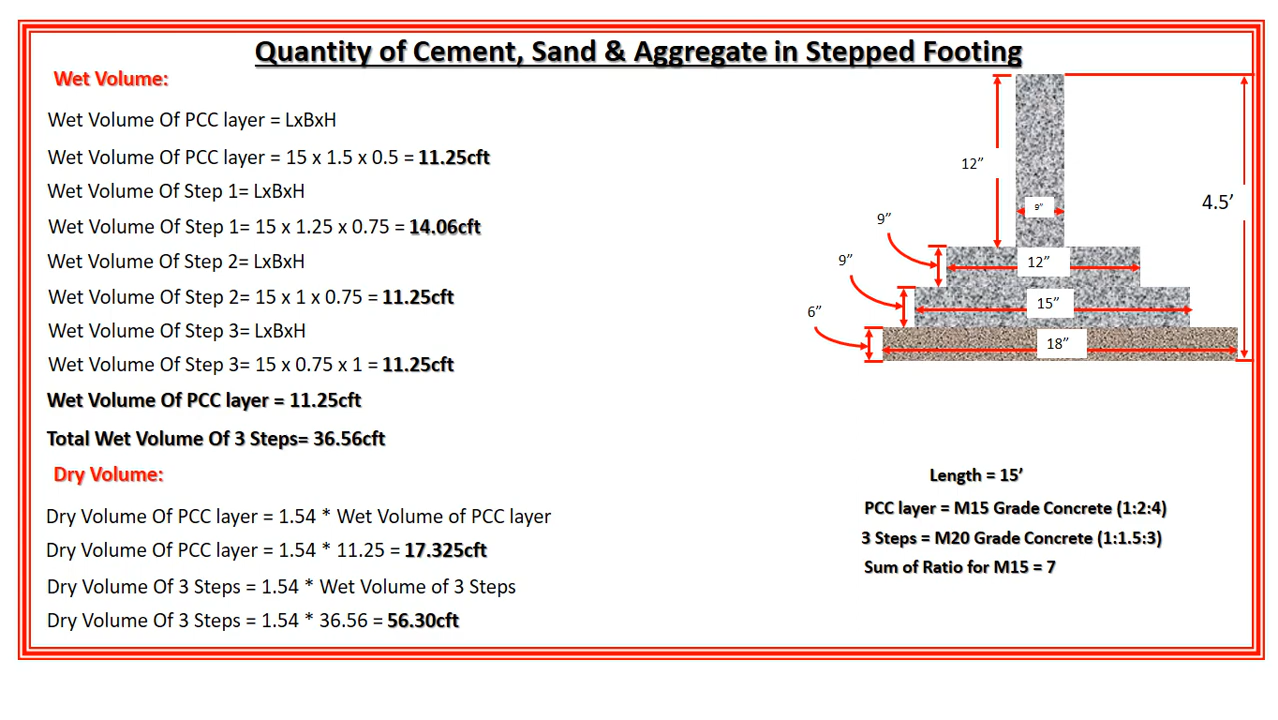 Quantity of Cement, Sand & Aggregate in Stepped Footing
Wet Volume:
Wet Volume Of PCC layer = LxBxH
Wet Volume Of PCC layer = 15 x 1.5 x 0.5 = 11.25cft
Wet Volume Of Step 1= LxBxH
Wet Volume Of Step 1= 15 x 1.25 x 0.75 = 14.06cft
Wet Volume Of Step 2= LxBxH
Wet Volume Of Step 2= 15 x 1 x 0.75 = 11.25cft
Wet Volume Of Step 3= LxBxH
Wet Volume Of Step 3= 15 x 0.75 x 1 = 11.25cft
Wet Volume Of PCC layer = 11.25cft
Total Wet Volume Of 3 Steps= 36.56cft
Dry Volume:
Dry Volume Of PCC layer = 1.54 * Wet Volume of PCC layer
Dry Volume Of PCC layer = 1.54 * 11.25 = 17.325cft
Dry Volume Of 3 Steps = 1.54 * Wet Volume of 3 Steps
Dry Volume Of 3 Steps = 1.54 * 36.56 = 56.30cft
12”
4.5’
9”
9”
12”
9”
15”
6”
18”
Length = 15’
PCC layer = M15 Grade Concrete (1:2:4)
3 Steps = M20 Grade Concrete (1:1.5:3)
Sum of Ratio for M15 = 7